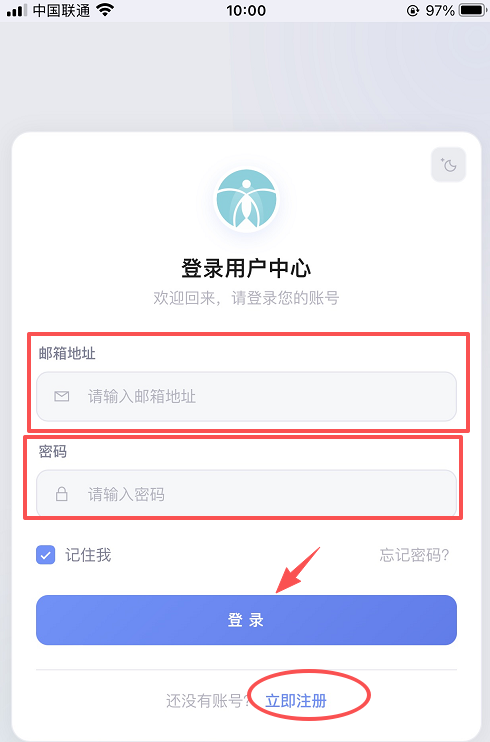 中国联通 10:00 97%
登录用户中心
欢迎回来，请登录您的账号
邮箱地址
请输入邮箱地址
密码
请输入密码
记住我 忘记密码?
登 录
还没有账号? 立即注册